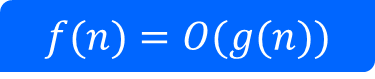 f(n) = O(g(n))